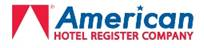 American
HOTEL REGISTER COMPANY